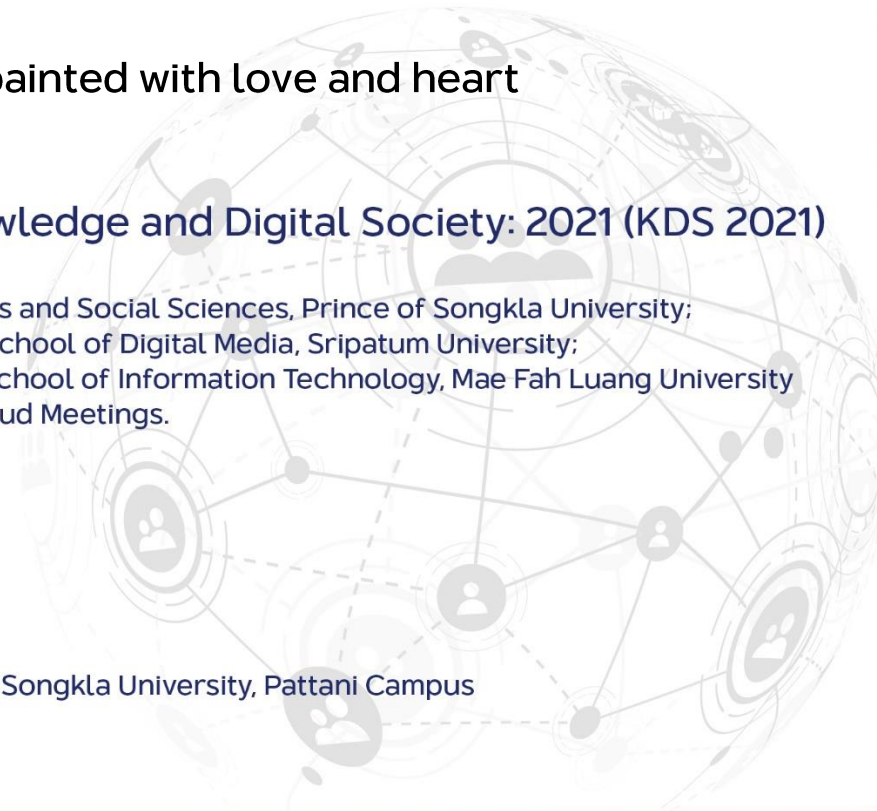 painted with love and heart
wledge and Digital Society: 2021 (KDS 2021)
s and Social Sciences, Prince of Songkla University;
chool of Digital Media, Sripatum University;
chool of Information Technology, Mae Fah Luang University
ud Meetings.
Songkla University, Pattani Campus